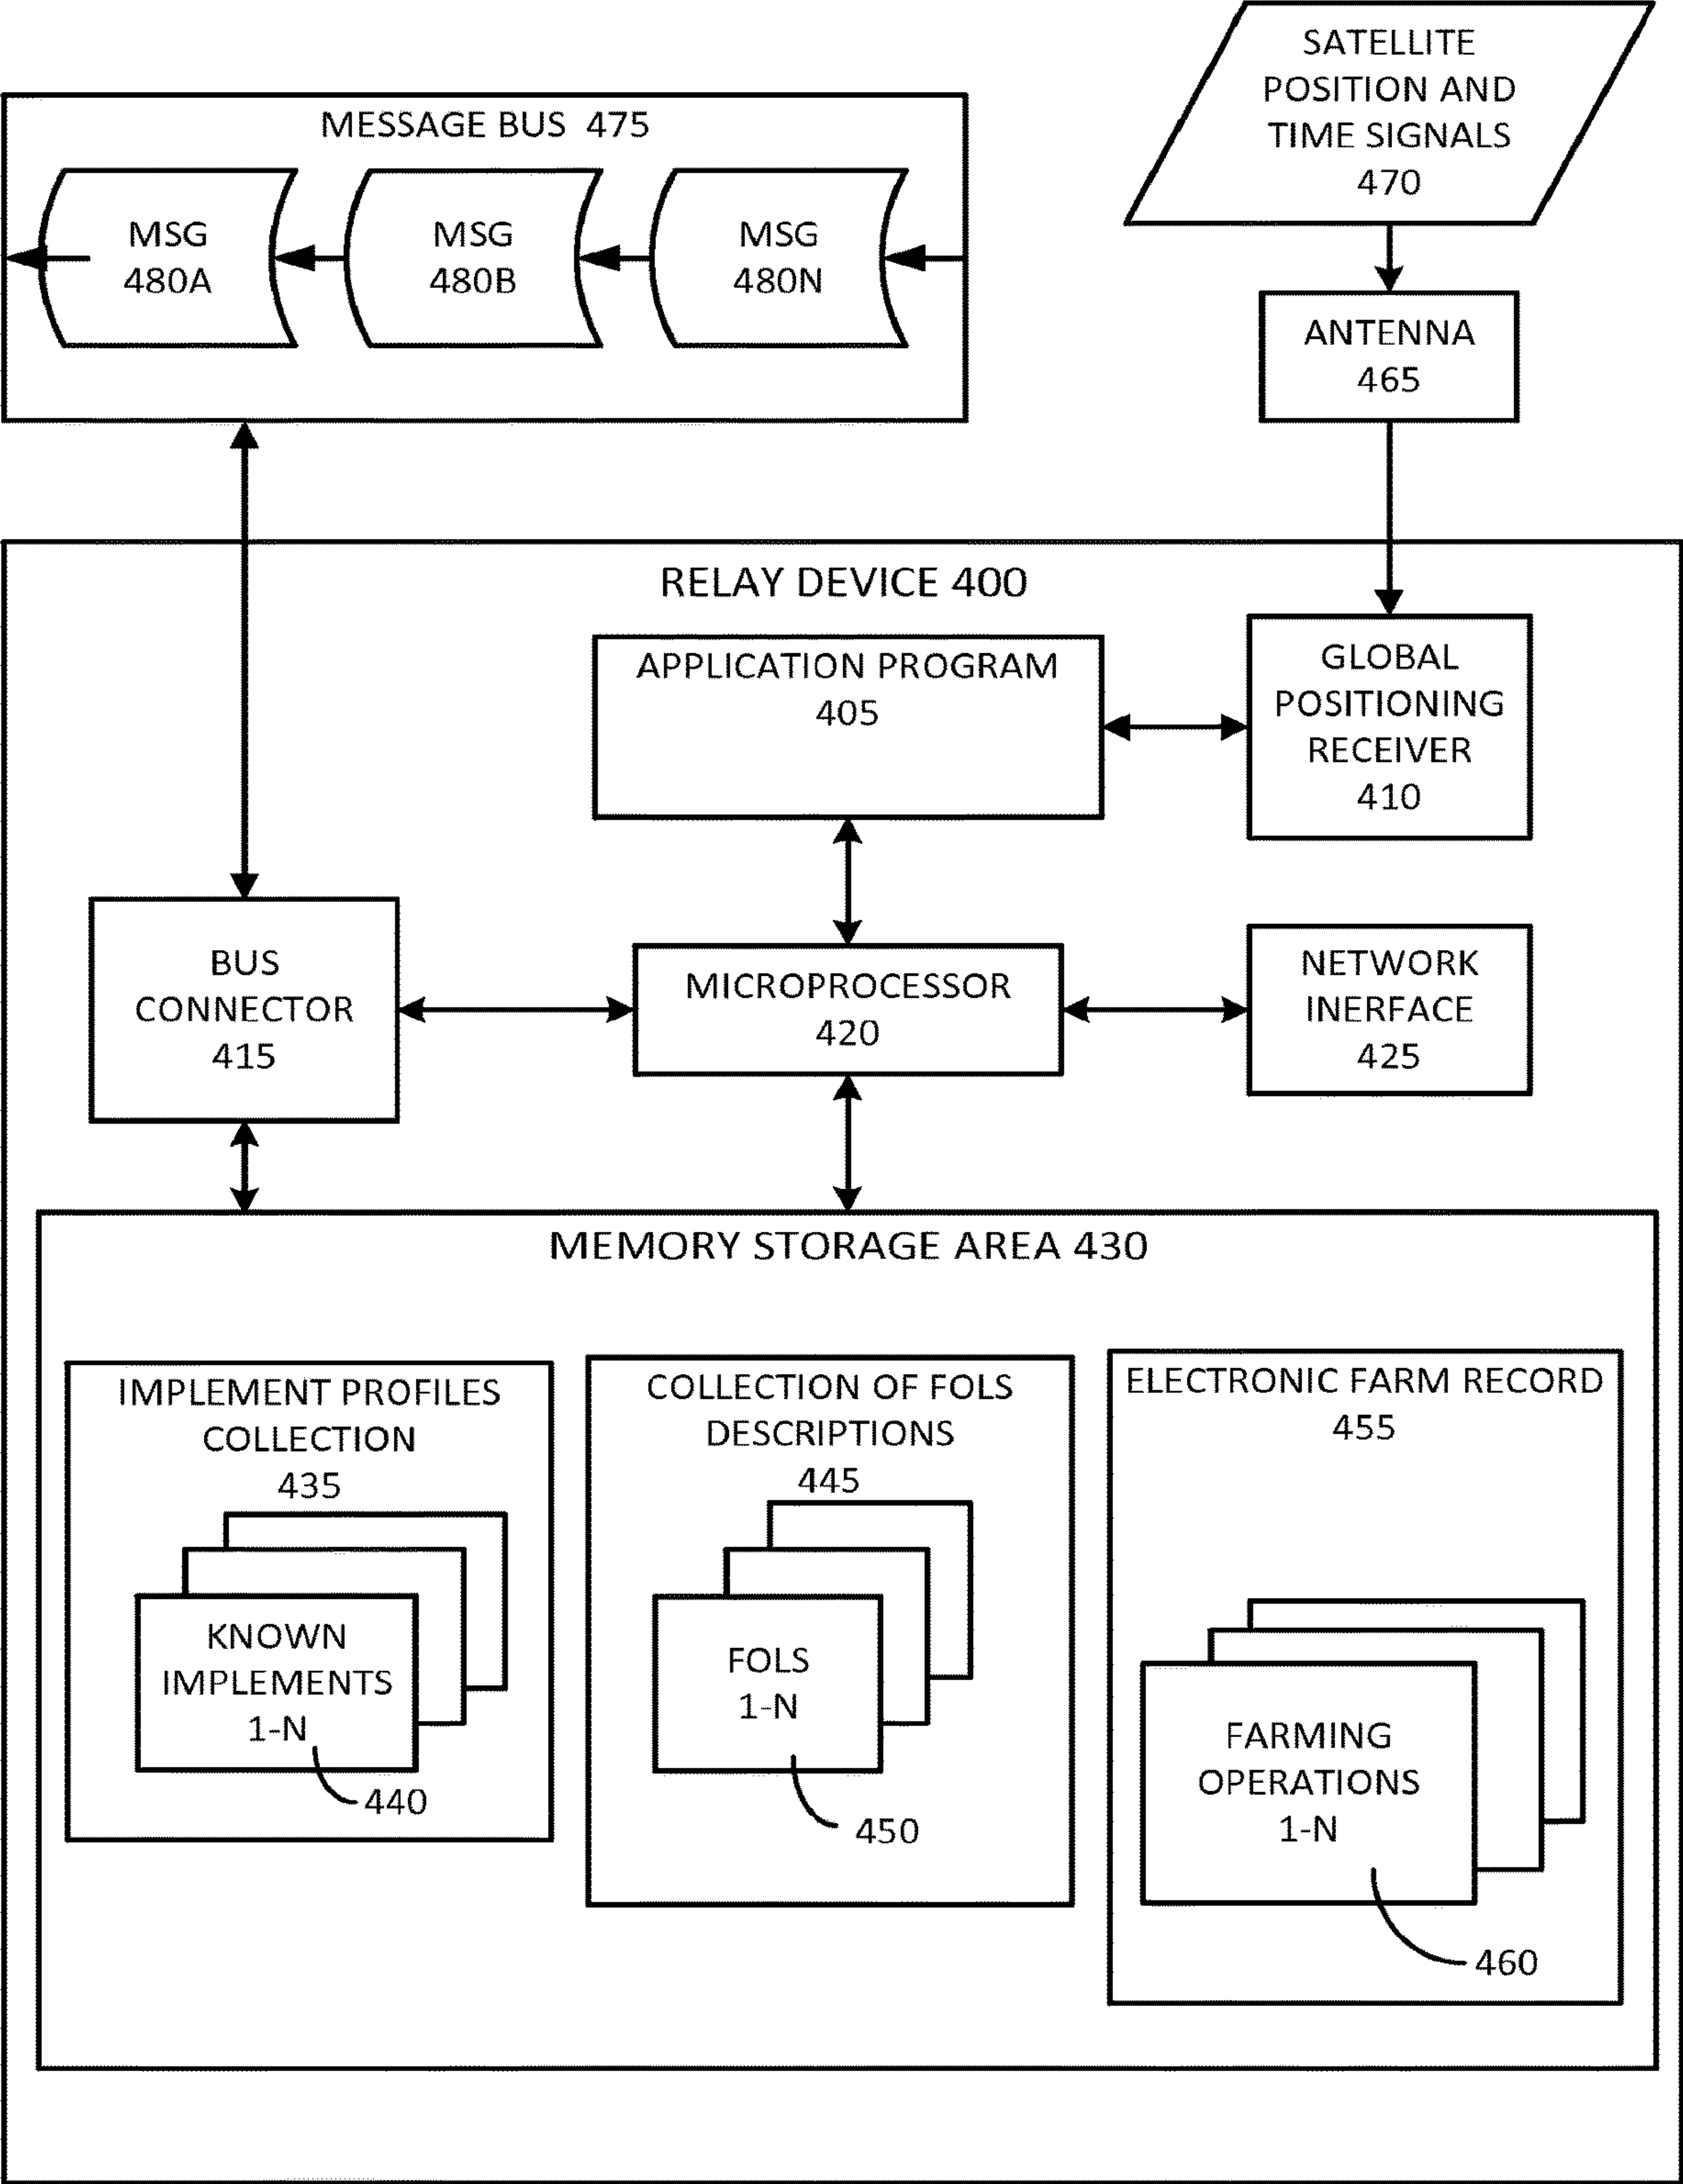 SATELLITE
POSITION AND
TIME SIGNALS
470
MESSAGE BUS 475
MSG
480A
MSG
480B
MSG
480N
ANTENNA
465
RELAY DEVICE 400
APPLICATION PROGRAM
405
GLOBAL
POSITIONING
RECEIVER
410
BUS
CONNECTOR
415
MICROPROCESSOR
420
NETWORK
INERFACE
425
MEMORY STORAGE AREA 430
IMPLEMENT PROFILES
COLLECTION
435
KNOWN
IMPLEMENTS
1-N
440
COLLECTION OF FOLS
DESCRIPTIONS
445
FOLS
1-N
450
ELECTRONIC FARM RECORD
455
FARMING
OPERATIONS
1-N
460